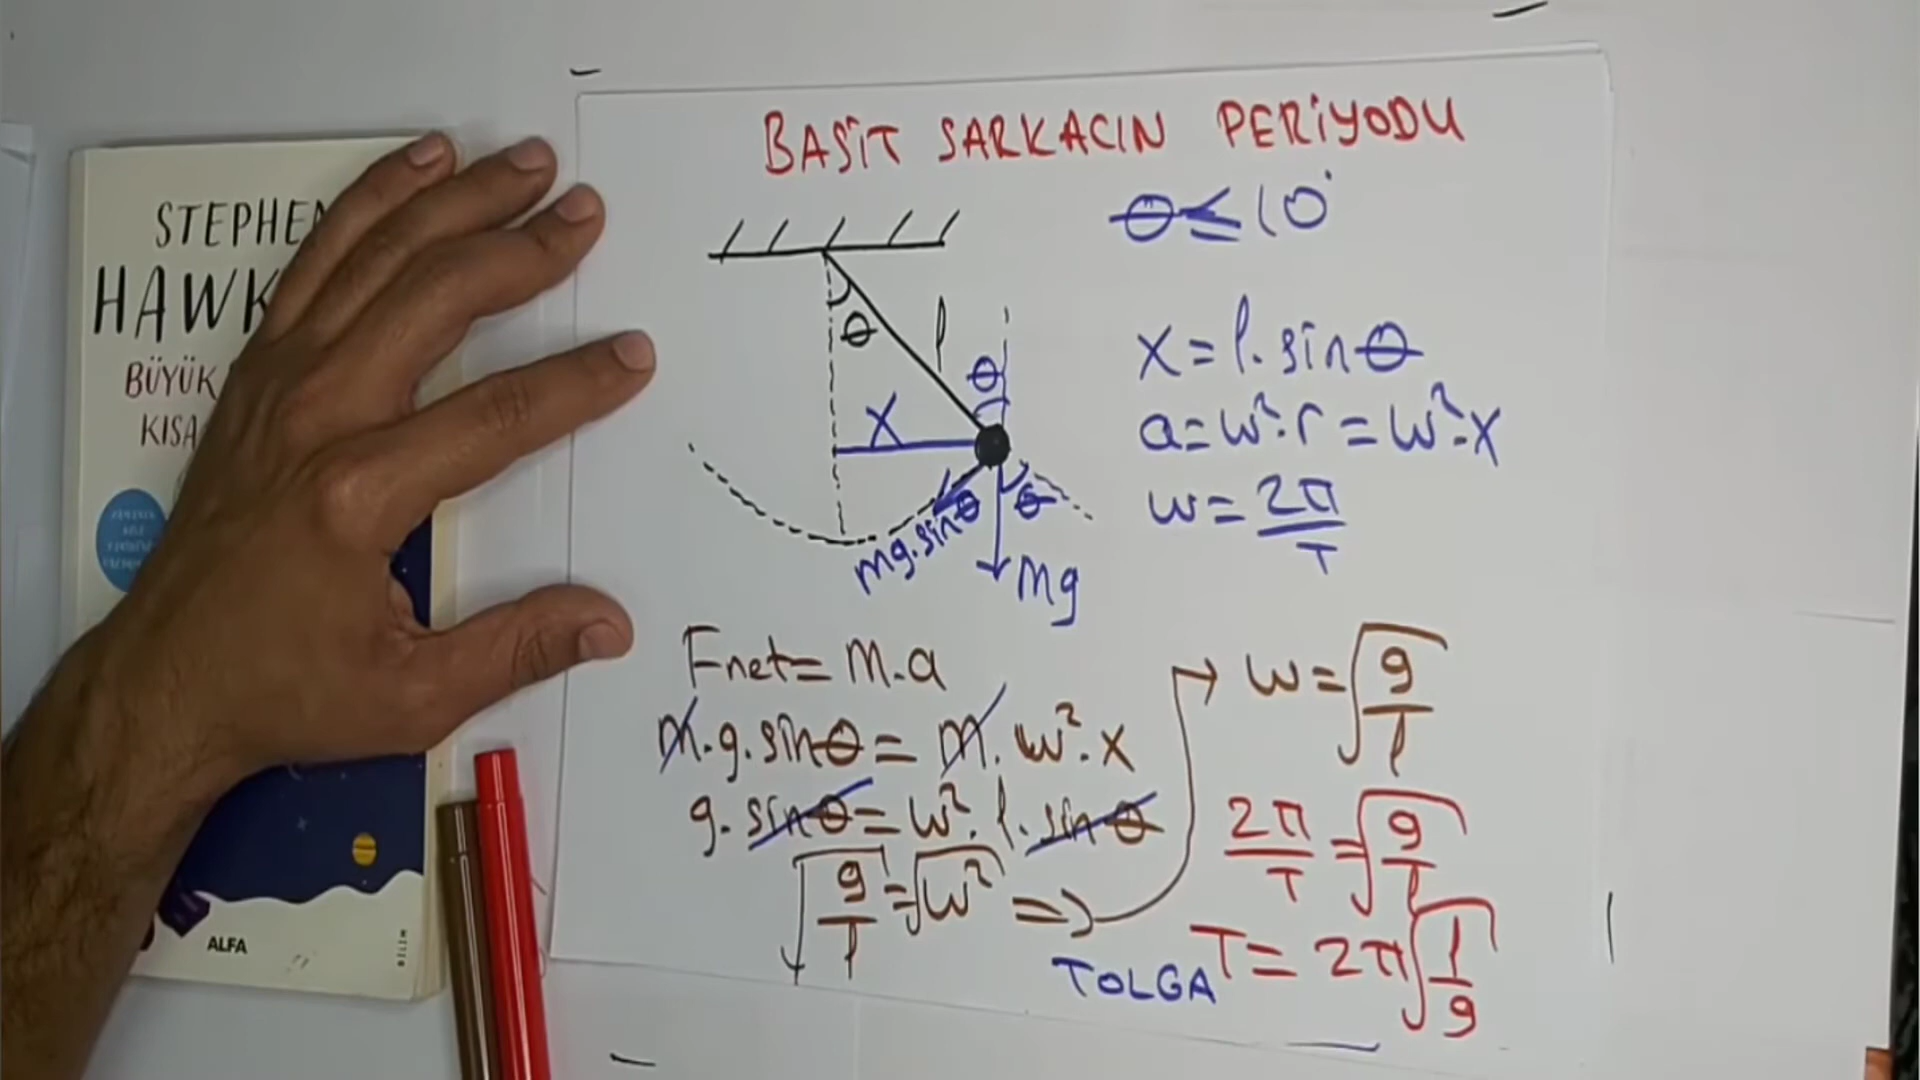 STEPHEN
HAWK
BÜYÜK
KISA
ALFA
BASİT SARKACIN PERİYODU
θ≤10°
θ
l
θ
X
θ
mg.sinθ
Mg
x=l.sinθ
a=w².r=w².x
w=2π/T
Fnet=m.a
m.g.sinθ=m.w².x
g.sinθ=w².l.sinθ
√(g/l)=√w² ⇒
→ w=√(g/l)
2π/T=√(g/l)
T=2π√(l/g)
TOLGA